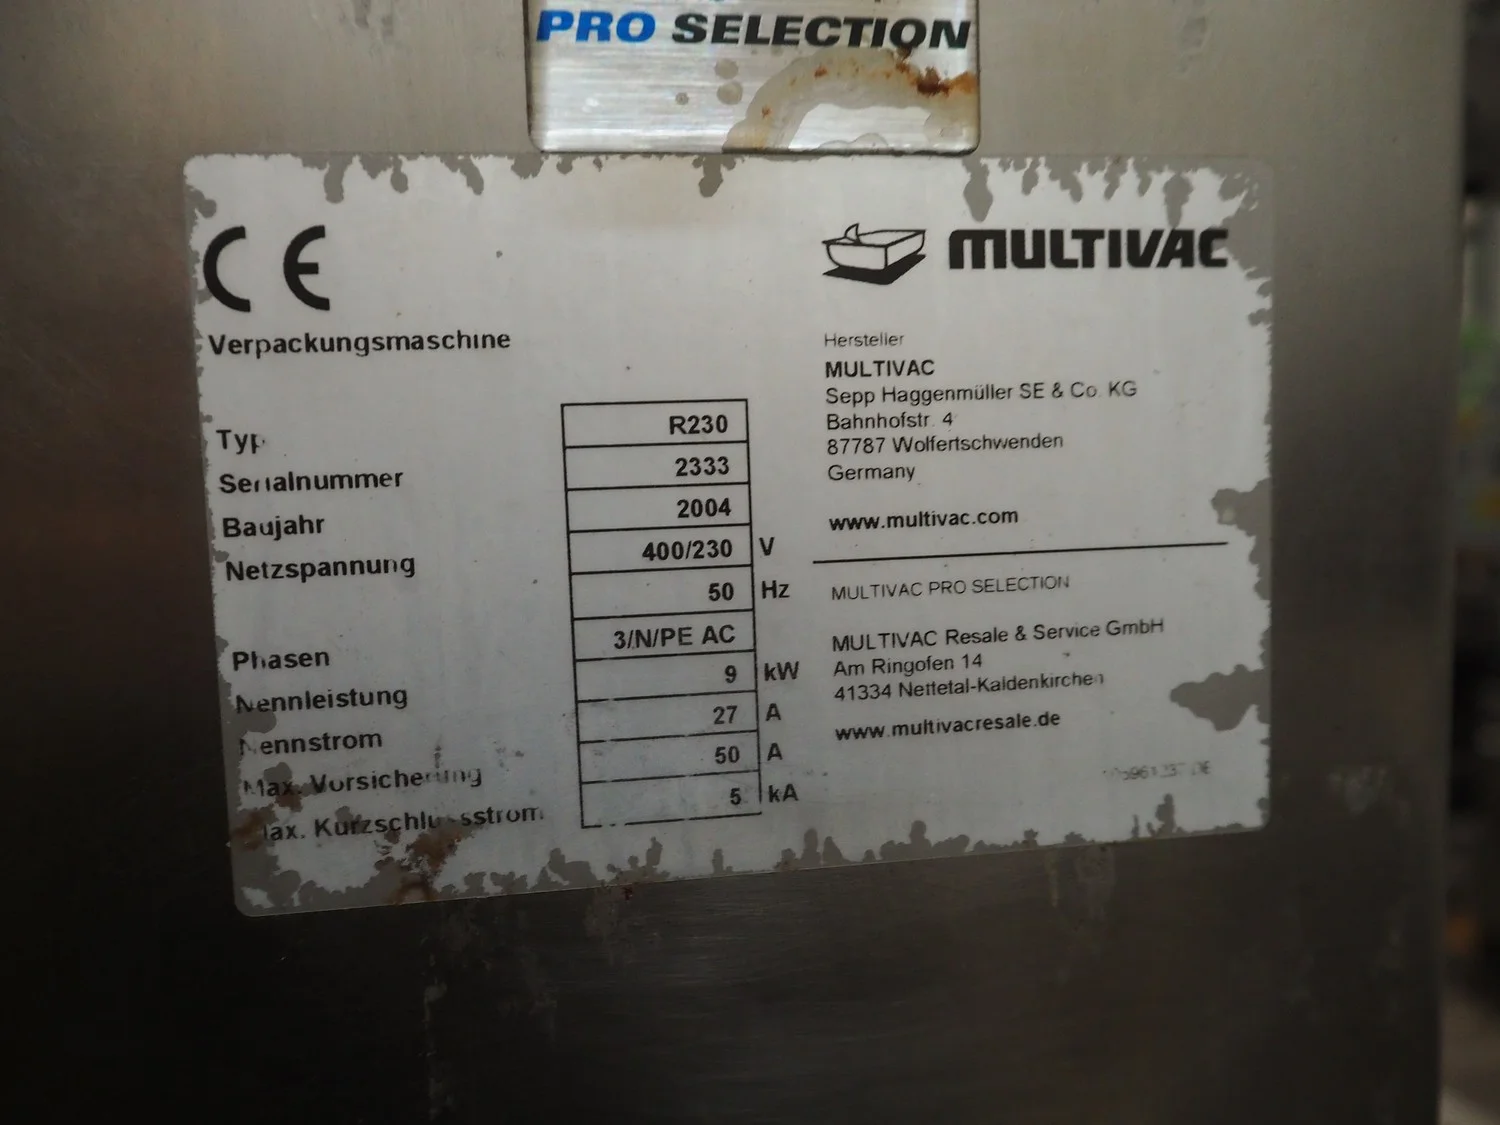 PRO SELECTION
CE
MULTIVAC
Verpackungsmaschine
Typ R230
Serialnummer 2333
Baujahr 2004
Netzspannung 400/230 V
50 Hz
Phasen 3/N/PE AC
Nennleistung 9 kW
Nennstrom 27 A
Max. Vorsicherung 50 A
Max. Kurzschlussstrom 5 kA
Hersteller
MULTIVAC
Sepp Haggenmüller SE & Co. KG
Bahnhofstr. 4
87787 Wolfertschwenden
Germany
www.multivac.com
MULTIVAC PRO SELECTION
MULTIVAC Resale & Service GmbH
Am Ringofen 14
41334 Nettetal-Kaldenkirchen
www.multivacresale.de